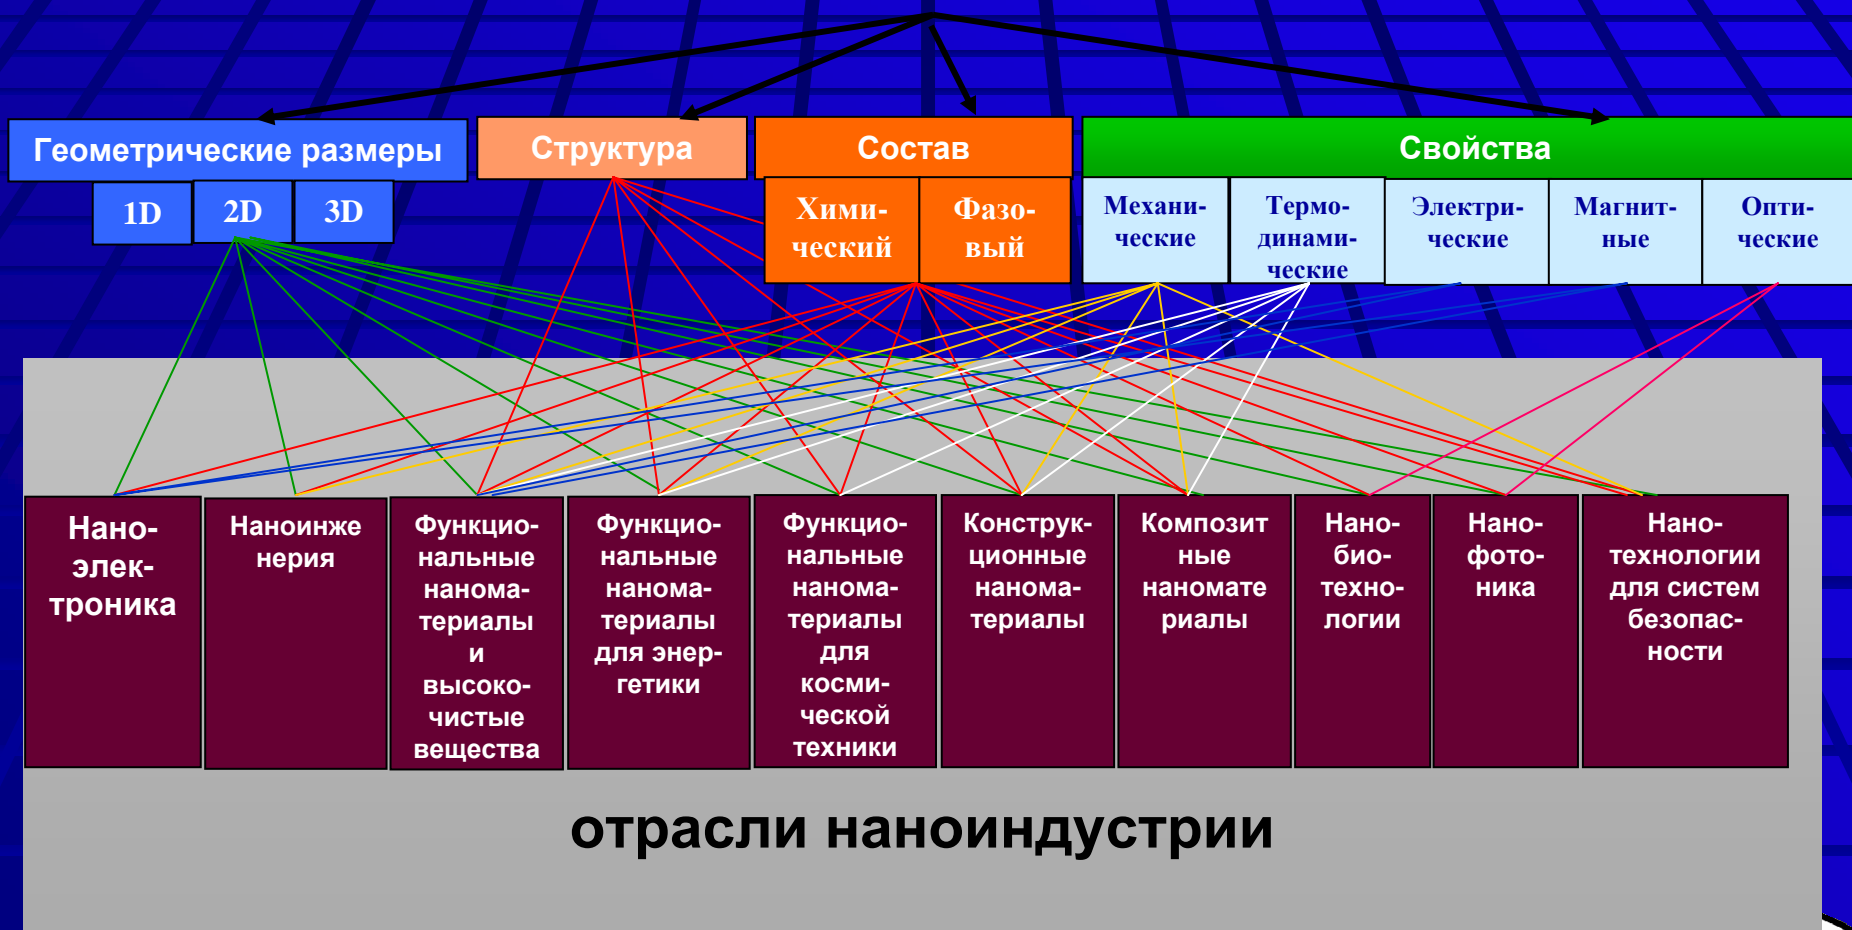 Геометрические размеры
Структура
Состав
Свойства
1D
2D
3D
Хими-
ческий
Фазо-
вый
Механи-
ческие
Термо-
динами-
ческие
Электри-
ческие
Магнит-
ные
Опти-
ческие
Нано-
элек-
троника
Наноинже
нерия
Функцио-
нальные
нанома-
териалы
и
высоко-
чистые
вещества
Функцио-
нальные
нанома-
териалы
для энер-
гетики
Функцио-
нальные
нанома-
териалы
для
косми-
ческой
техники
Конструк-
ционные
нанома-
териалы
Композит
ные
наномате
риалы
Нано-
био-
техно-
логии
Нано-
фото-
ника
Нано-
технологии
для систем
безопас-
ности
отрасли наноиндустрии